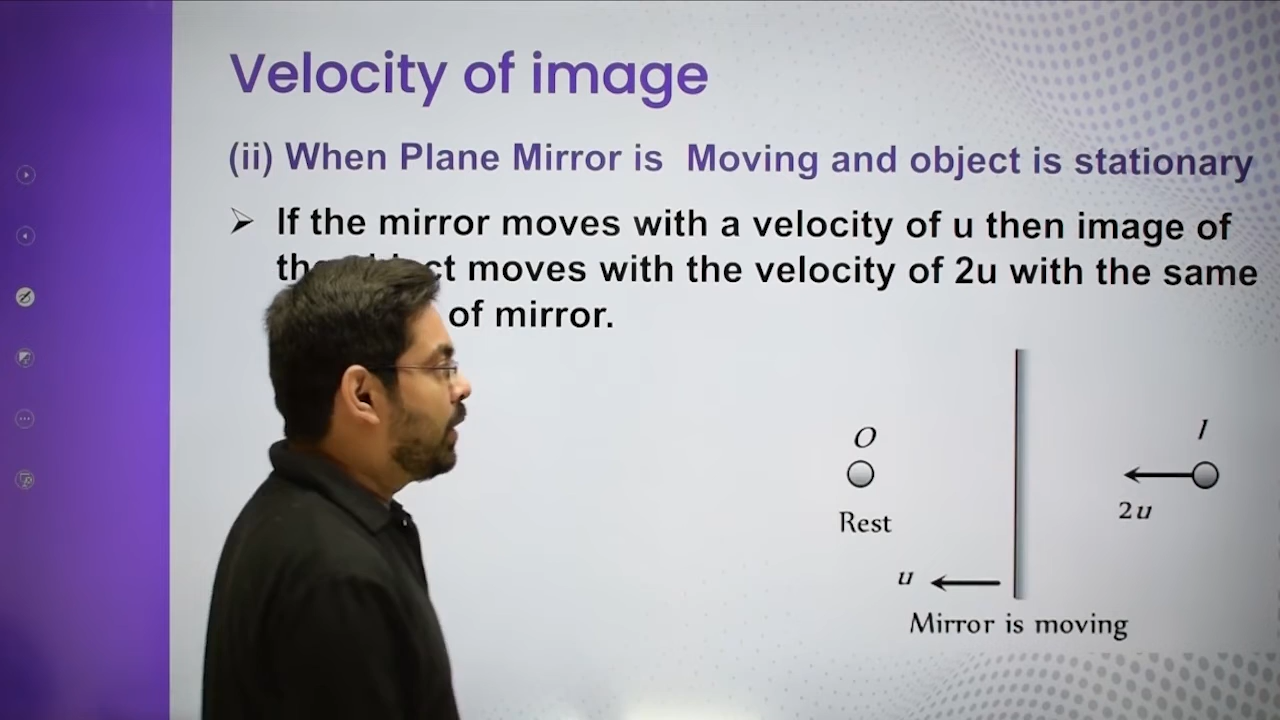 Velocity of image
(ii) When Plane Mirror is Moving and object is stationary
➢ If the mirror moves with a velocity of u then image of
moves with the velocity of 2u with the same
of mirror.
O
I
Rest
2u
u
Mirror is moving